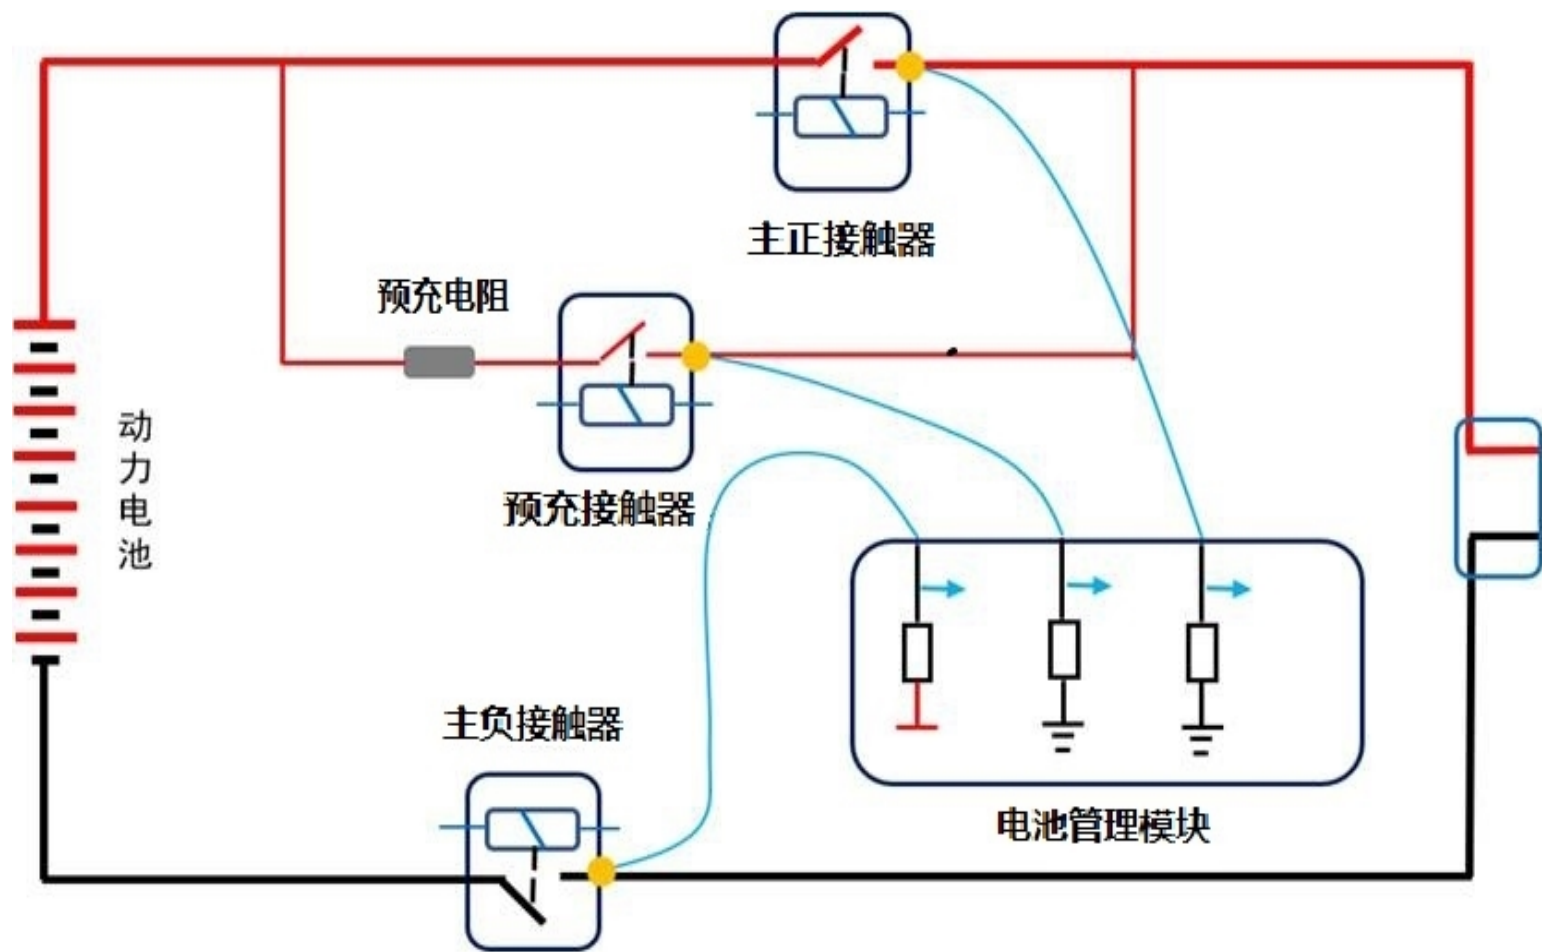 主正接触器
预充电阻
动力电池
预充接触器
主负接触器
电池管理模块